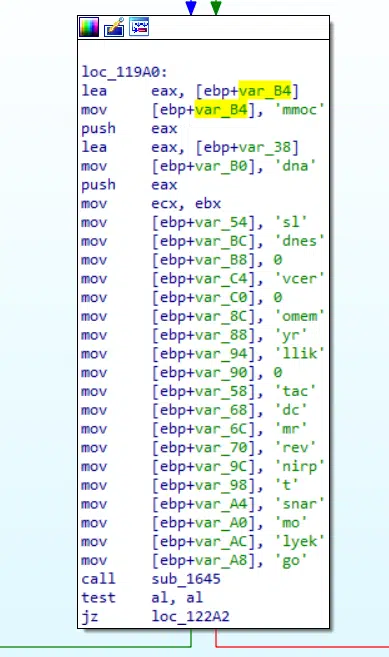 loc_119A0:
lea eax, [ebp+var_B4]
mov [ebp+var_B4], 'mmoc'
push eax
lea eax, [ebp+var_38]
mov [ebp+var_B0], 'dna'
push eax
mov ecx, ebx
mov [ebp+var_54], 'sl'
mov [ebp+var_BC], 'dnes'
mov [ebp+var_B8], 0
mov [ebp+var_C4], 'vcer'
mov [ebp+var_C0], 0
mov [ebp+var_8C], 'omem'
mov [ebp+var_88], 'yr'
mov [ebp+var_94], 'llik'
mov [ebp+var_90], 0
mov [ebp+var_58], 'tac'
mov [ebp+var_68], 'dc'
mov [ebp+var_6C], 'mr'
mov [ebp+var_70], 'rev'
mov [ebp+var_9C], 'nirp'
mov [ebp+var_98], 't'
mov [ebp+var_A4], 'snar'
mov [ebp+var_A0], 'mo'
mov [ebp+var_AC], 'lyek'
mov [ebp+var_A8], 'go'
call sub_1645
test al, al
jz loc_122A2